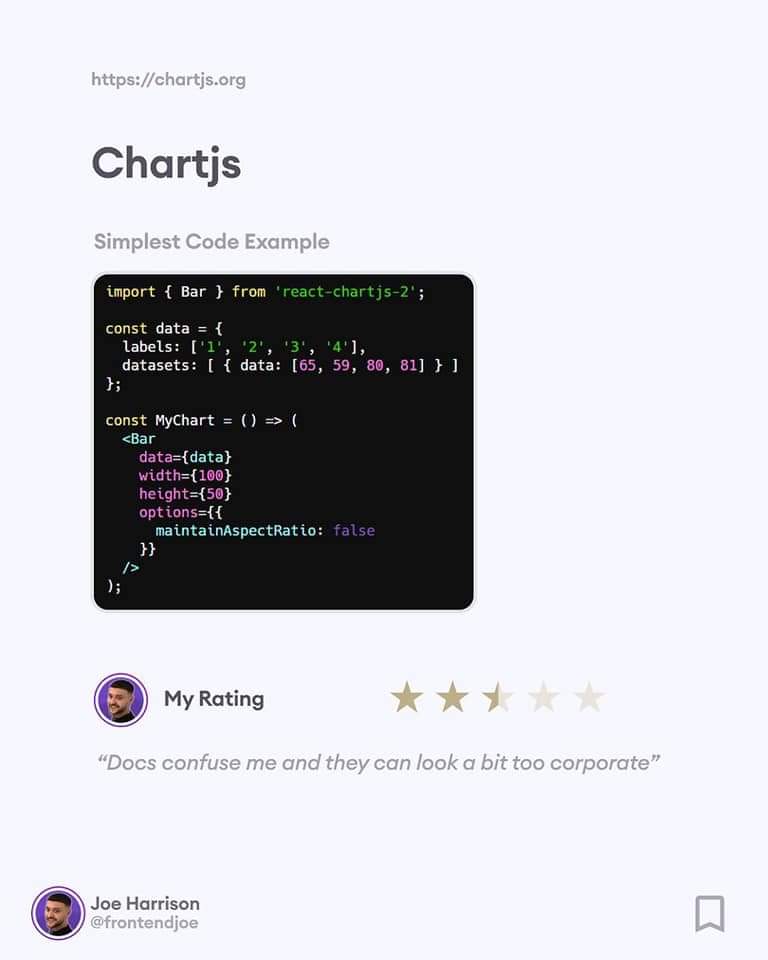 https://chartjs.org
Chartjs
Simplest Code Example
import { Bar } from 'react-chartjs-2';
const data = {
  labels: ['1', '2', '3', '4'],
  datasets: [ { data: [65, 59, 80, 81] } ]
};
const MyChart = () => (
  <Bar
    data={data}
    width={100}
    height={50}
    options={{
      maintainAspectRatio: false
    }}
  />
);
My Rating
“Docs confuse me and they can look a bit too corporate”
Joe Harrison
@frontendjoe